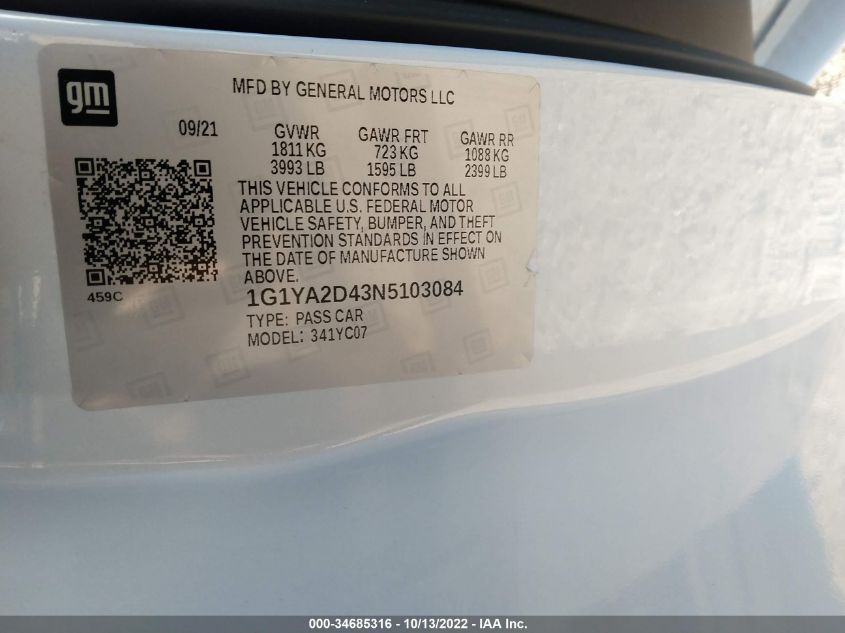 gm
MFD BY GENERAL MOTORS LLC
09/21
GVWR GAWR FRT GAWR RR
1811 KG 723 KG 1088 KG
3993 LB 1595 LB 2399 LB
THIS VEHICLE CONFORMS TO ALL
APPLICABLE U.S. FEDERAL MOTOR
VEHICLE SAFETY, BUMPER, AND THEFT
PREVENTION STANDARDS IN EFFECT ON
THE DATE OF MANUFACTURE SHOWN
ABOVE.
459C
1G1YA2D43N5103084
TYPE: PASS CAR
MODEL: 341YC07
000-34685316 - 10/13/2022 - IAA Inc.